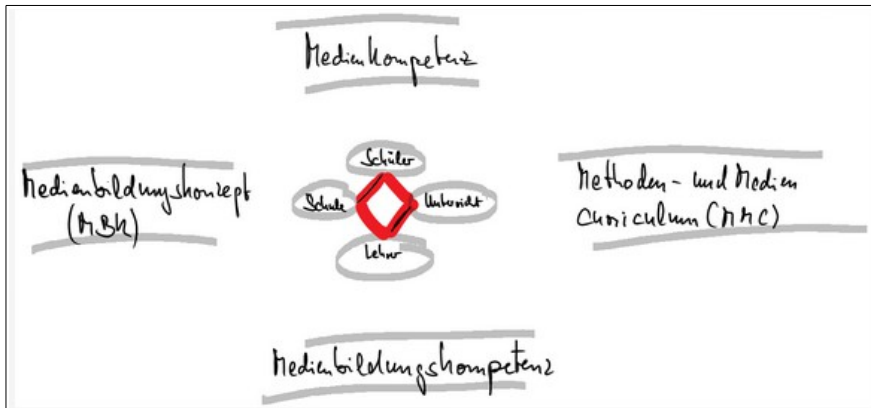 Medienkompetenz
Schüler
Medienbildungskonzept
(MBK)
Schule
Unterricht
Methoden- und Medien
curriculum (MMC)
Lehrer
Medienbildungskompetenz